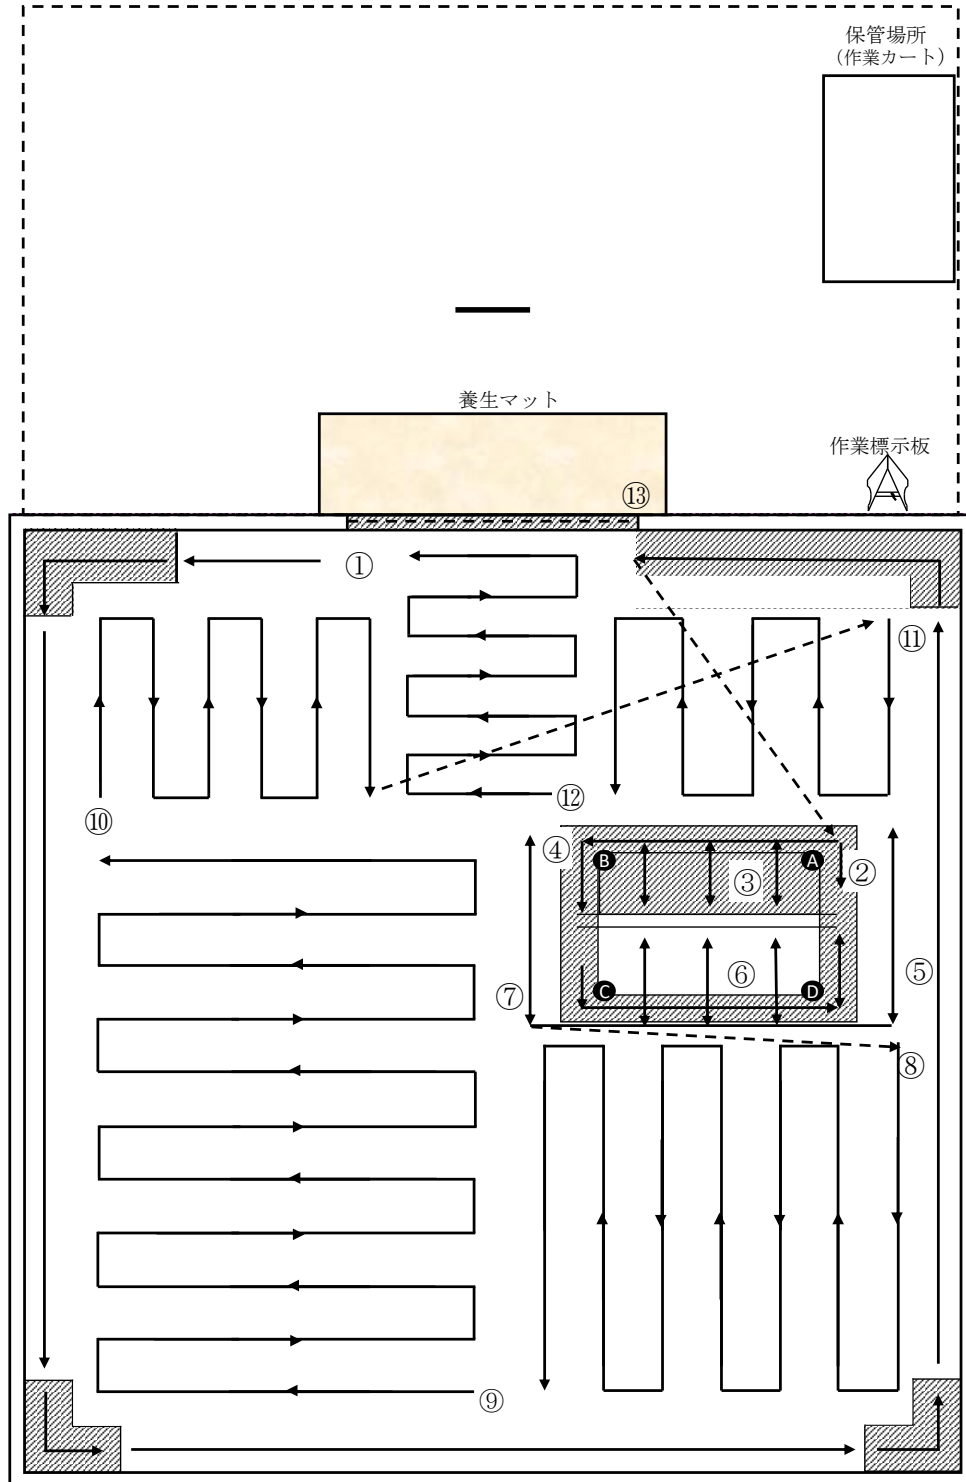 保管場所
（作業カート）
養生マット
作業標示板
⑬
①
⑪
⑫
⑩
④
B
A
②
③
⑤
⑥
⑦
C
D
⑧
⑨